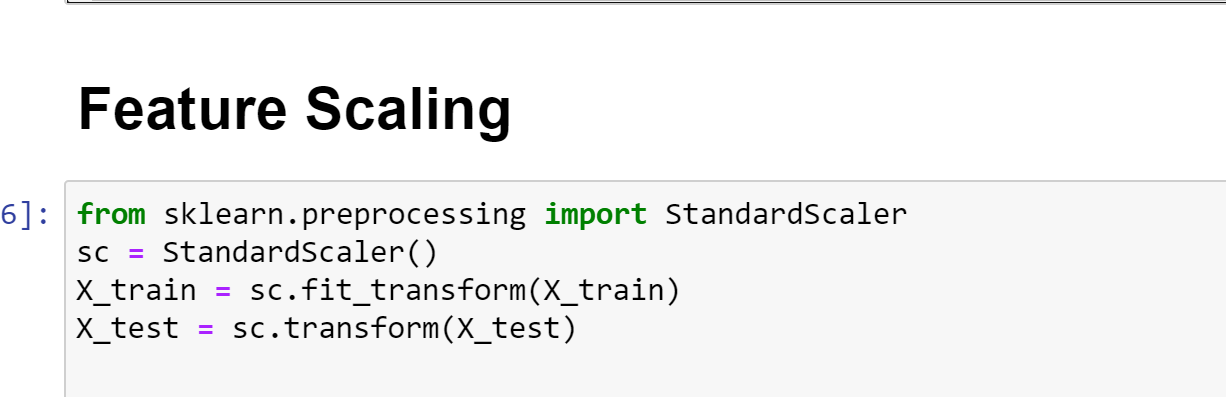 Feature Scaling
6]:
from sklearn.preprocessing import StandardScaler
sc = StandardScaler()
X_train = sc.fit_transform(X_train)
X_test = sc.transform(X_test)